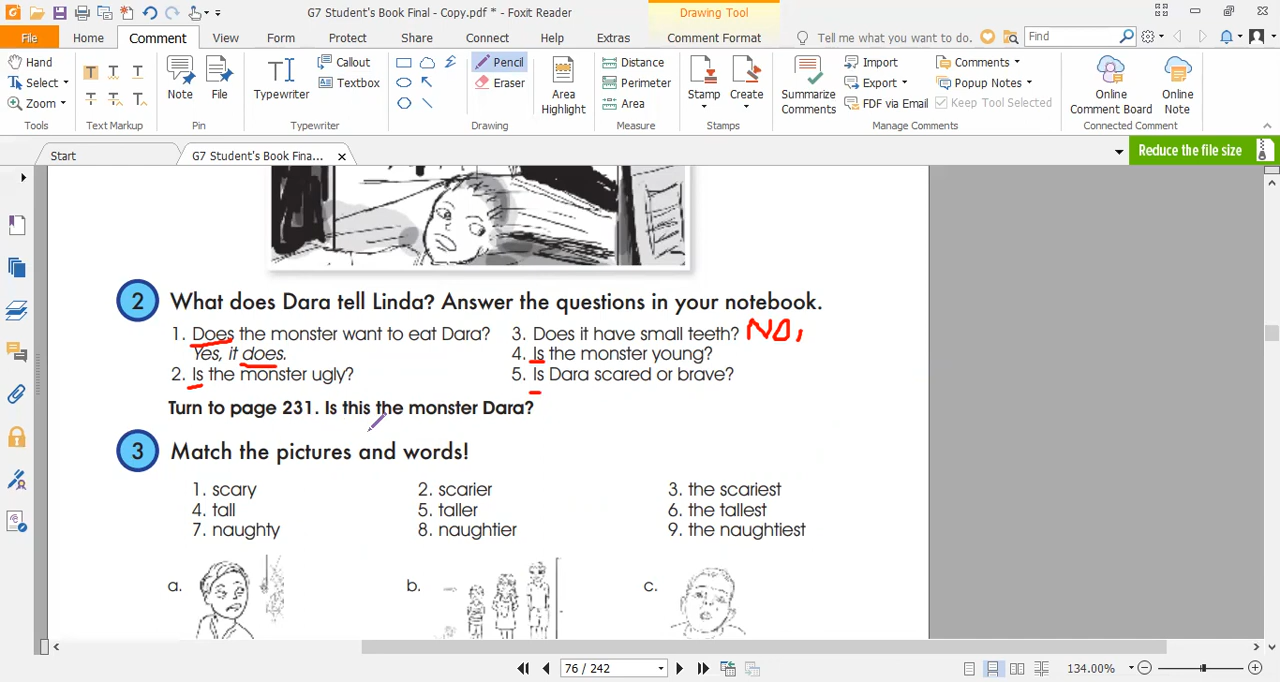 G7 Student's Book Final - Copy.pdf * - Foxit Reader
Drawing Tool
File Home Comment View Form Protect Share Connect Help Extras Comment Format
Tell me what you want to do.
Find
Hand
Select
Zoom
Tools
Text Markup
Note
File
Pin
Typewriter
Callout
Textbox
Typewriter
Pencil
Eraser
Area Highlight
Drawing
Distance
Perimeter
Area
Measure
Stamp
Create
Stamps
Summarize Comments
Import
Export
FDF via Email
Comments
Popup Notes
Keep Tool Selected
Manage Comments
Online Comment Board
Online Note
Connected Comment
Start
G7 Student's Book Fina...
Reduce the file size
2 What does Dara tell Linda? Answer the questions in your notebook.
1. Does the monster want to eat Dara?
Yes, it does.
2. Is the monster ugly?
3. Does it have small teeth? NO,
4. Is the monster young?
5. Is Dara scared or brave?
Turn to page 231. Is this the monster Dara?
3 Match the pictures and words!
1. scary 2. scarier 3. the scariest
4. tall 5. taller 6. the tallest
7. naughty 8. naughtier 9. the naughtiest
a. b. c.
76 / 242
134.00%